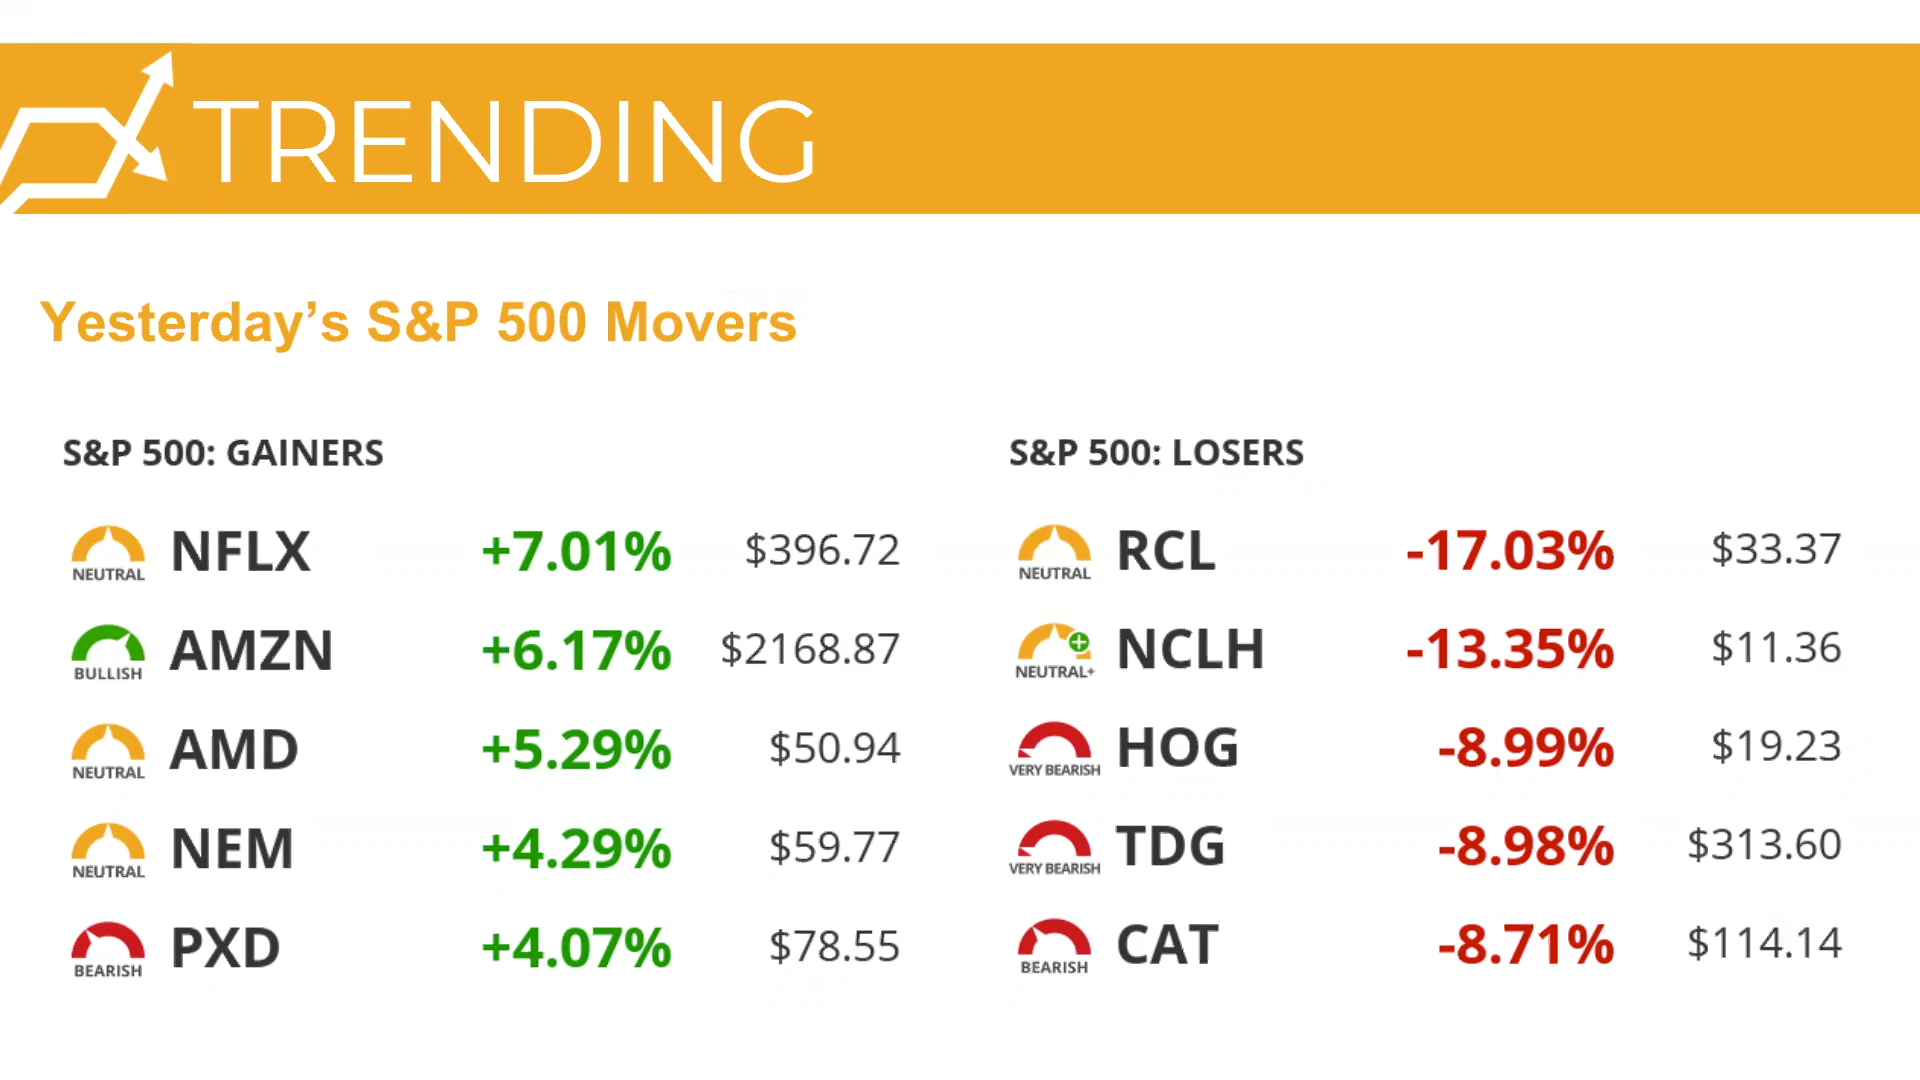 TRENDING
Yesterday’s S&P 500 Movers
S&P 500: GAINERS
NEUTRAL NFLX +7.01% $396.72
BULLISH AMZN +6.17% $2168.87
NEUTRAL AMD +5.29% $50.94
NEUTRAL NEM +4.29% $59.77
BEARISH PXD +4.07% $78.55
S&P 500: LOSERS
NEUTRAL RCL -17.03% $33.37
NEUTRAL+ NCLH -13.35% $11.36
VERY BEARISH HOG -8.99% $19.23
VERY BEARISH TDG -8.98% $313.60
BEARISH CAT -8.71% $114.14